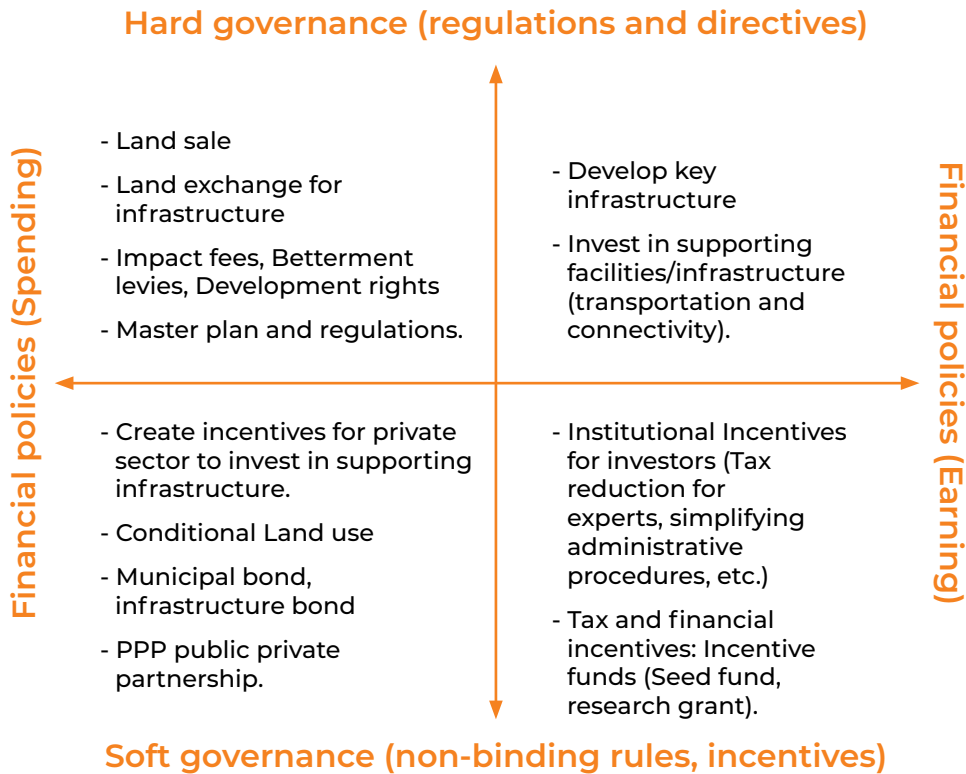 Hard governance (regulations and directives)
Financial policies (Spending)
- Land sale
- Land exchange for
infrastructure
- Impact fees, Betterment
levies, Development rights
- Master plan and regulations.
- Develop key
infrastructure
- Invest in supporting
facilities/infrastructure
(transportation and
connectivity).
Financial policies (Earning)
- Create incentives for private
sector to invest in supporting
infrastructure.
- Conditional Land use
- Municipal bond,
infrastructure bond
- PPP public private
partnership.
- Institutional Incentives
for investors (Tax
reduction for
experts, simplifying
administrative
procedures, etc.)
- Tax and financial
incentives: Incentive
funds (Seed fund,
research grant).
Soft governance (non-binding rules, incentives)